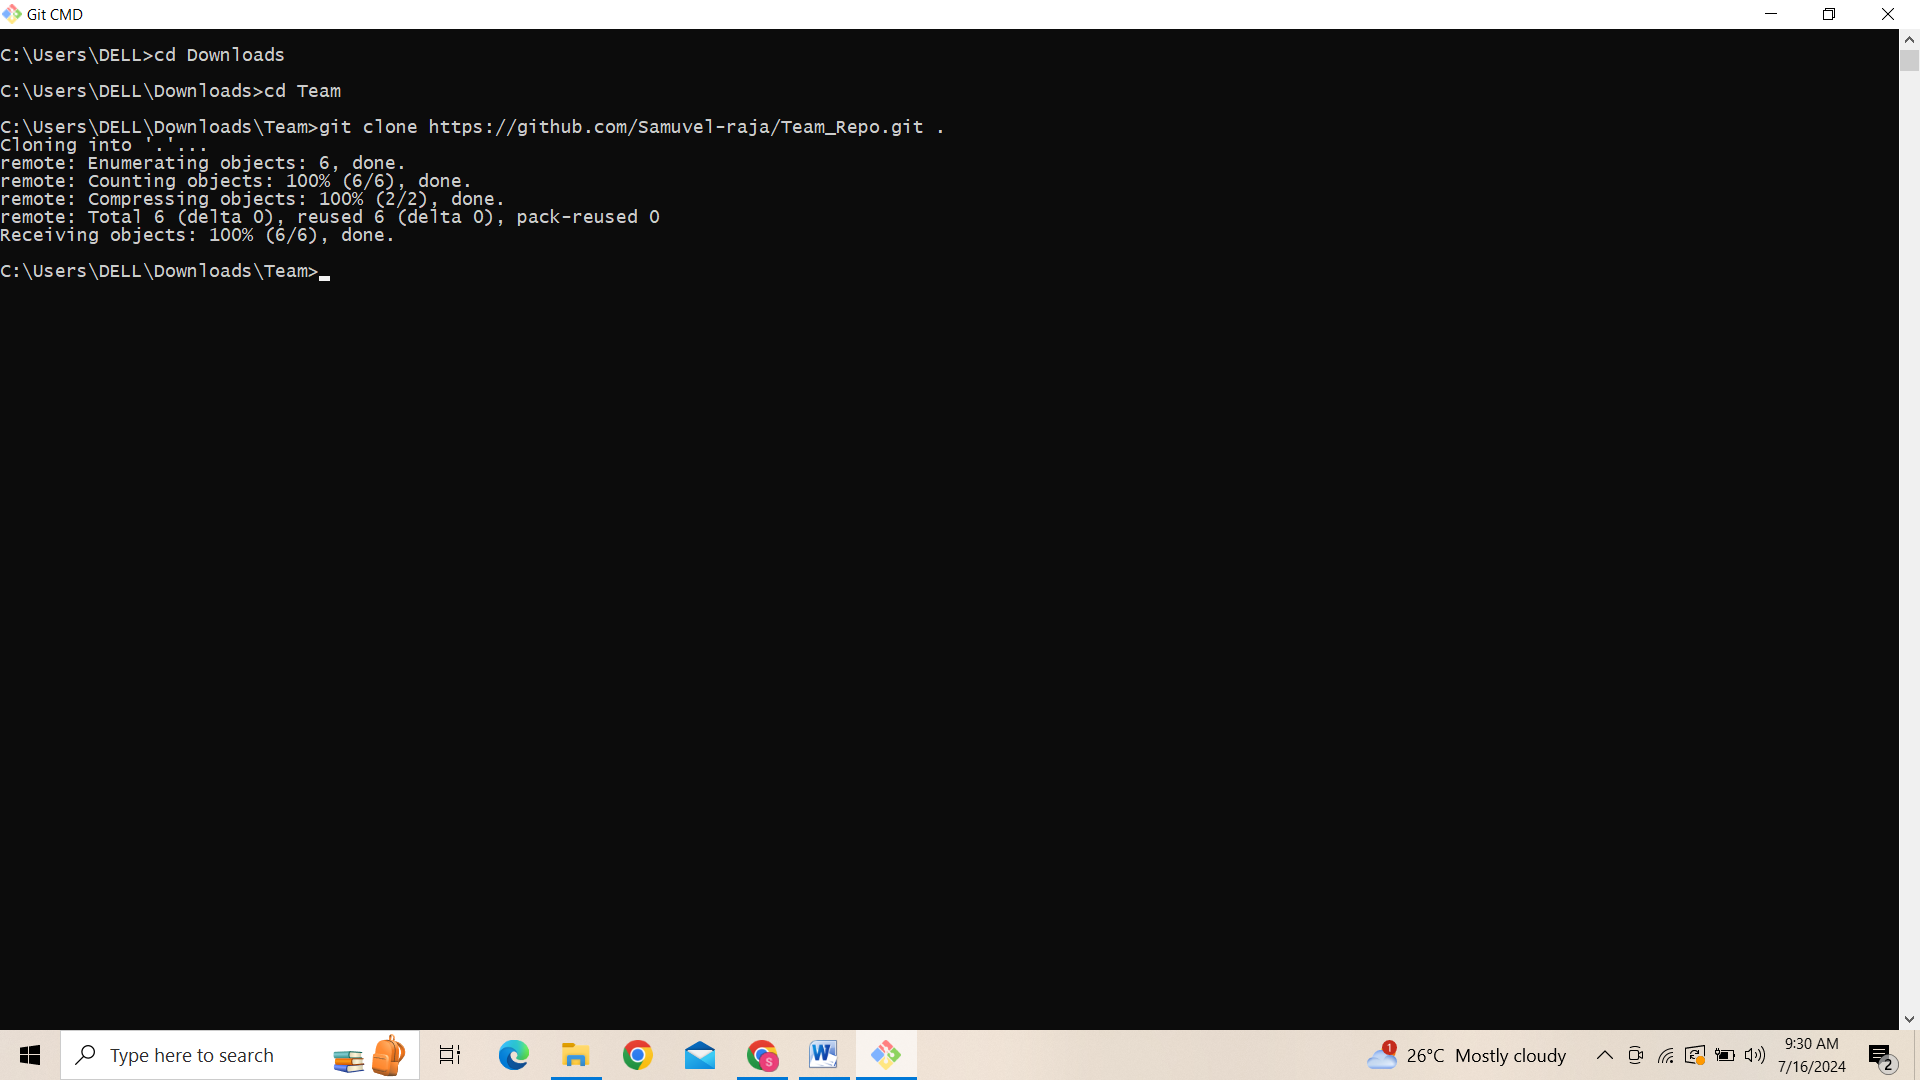 Git CMD
C:\Users\DELL>cd Downloads
C:\Users\DELL\Downloads>cd Team
C:\Users\DELL\Downloads\Team>git clone https://github.com/Samuvel-raja/Team_Repo.git .
Cloning into '.'...
remote: Enumerating objects: 6, done.
remote: Counting objects: 100% (6/6), done.
remote: Compressing objects: 100% (2/2), done.
remote: Total 6 (delta 0), reused 6 (delta 0), pack-reused 0
Receiving objects: 100% (6/6), done.
C:\Users\DELL\Downloads\Team>
Type here to search
S
W
1
26°C Mostly cloudy
9:30 AM
7/16/2024
2